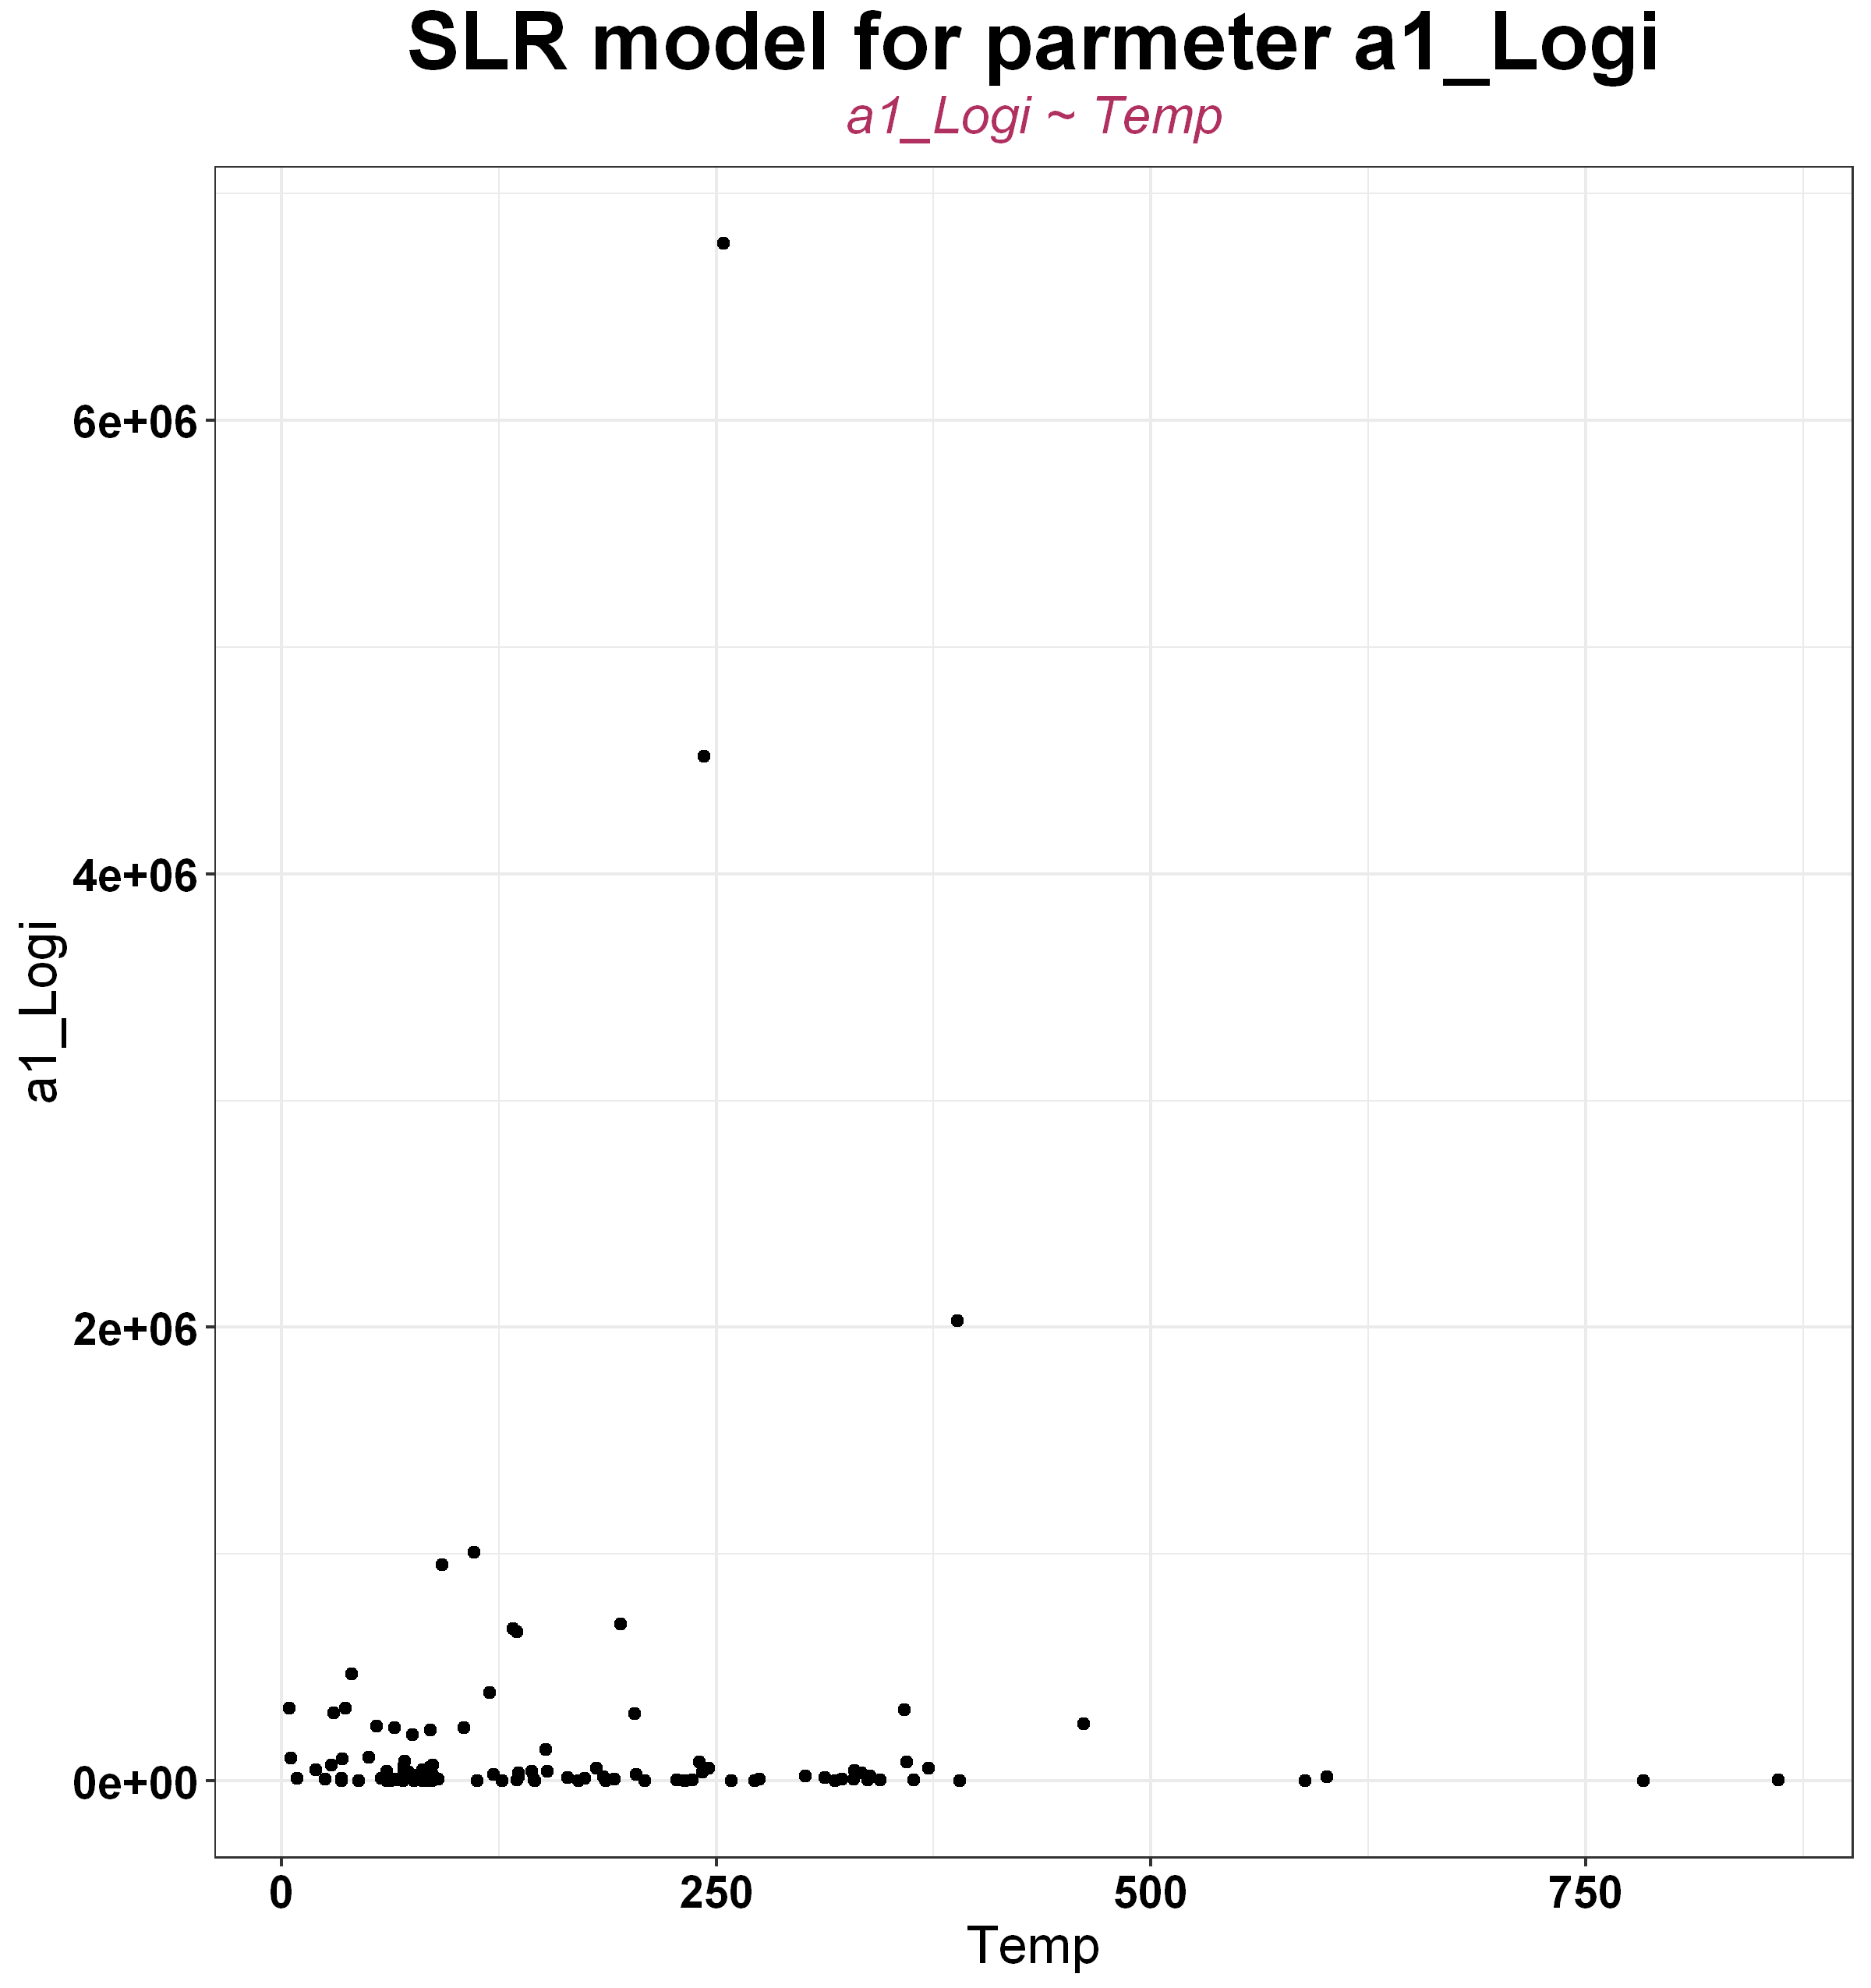 SLR model for parmeter a1_Logi
a1_Logi ~ Temp
6e+06
4e+06
2e+06
0e+00
a1_Logi
0
250
500
750
Temp